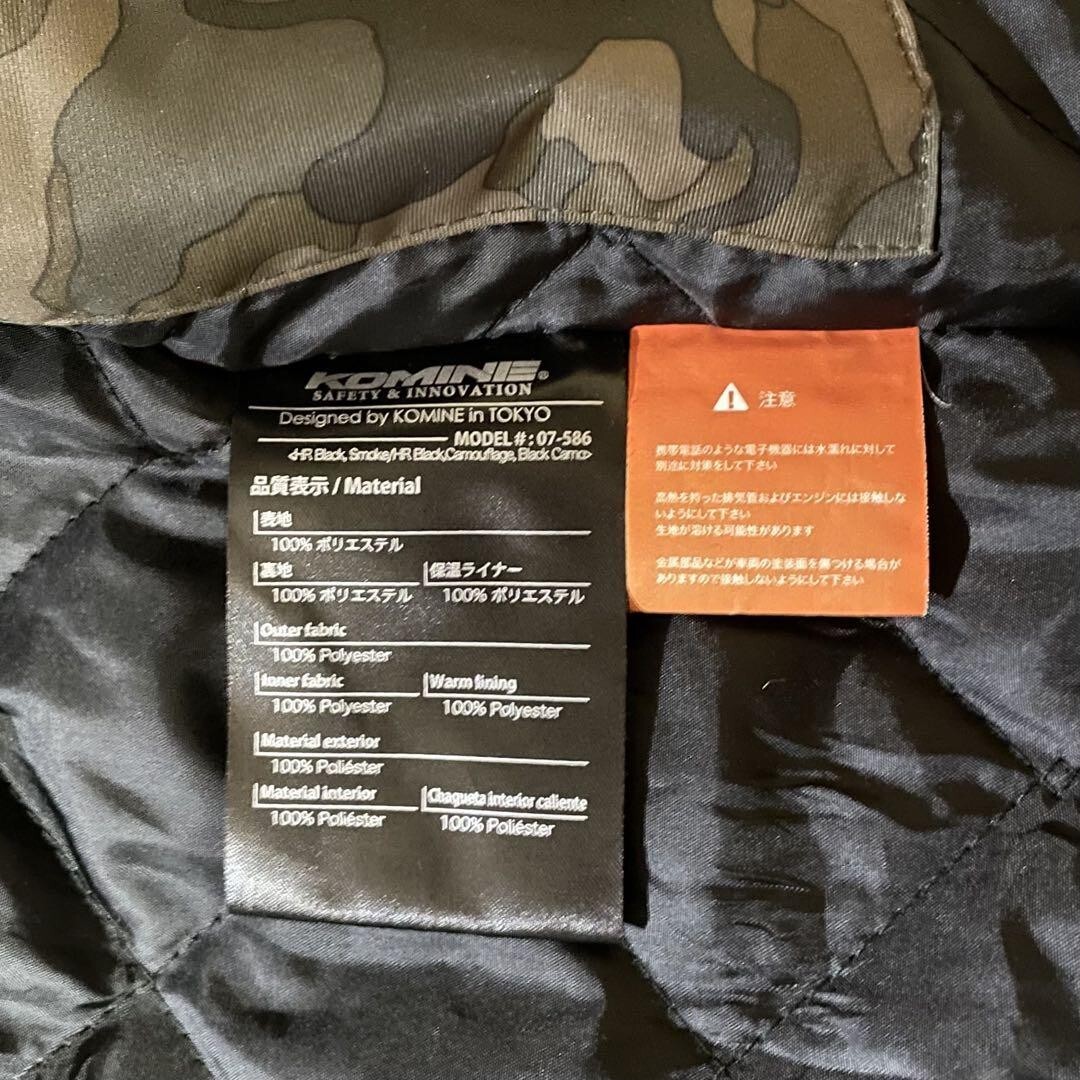 KOMINE®
SAFETY & INNOVATION
Designed by KOMINE in TOKYO
MODEL#: 07-586
<HR Black, Smoke/HR Black,Camouflage, Black Camo>
品質表示 / Material
表地
100% ポリエステル
裏地 保温ライナー
100% ポリエステル 100% ポリエステル
Outer fabric
100% Polyester
Inner fabric Warm lining
100% Polyester 100% Polyester
Material exterior
100% Poliéster
Material interior Chaqueta interior caliente
100% Poliéster 100% Poliéster
注意
携帯電話のような電子機器には水濡れに対して
別途に対策をして下さい
高熱を持った排気管およびエンジンには接触しな
いようにして下さい
生地が溶ける可能性があります
金属部品などが車両の塗装面を傷つける場合が
ありますので接触しないようにして下さい